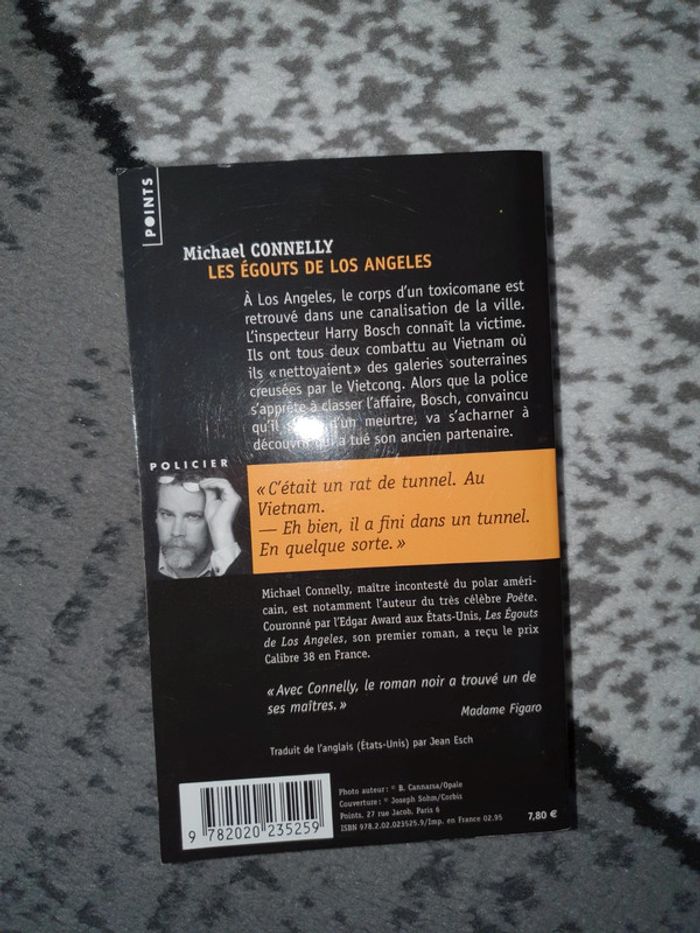 POINTS
Michael CONNELLY
LES ÉGOUTS DE LOS ANGELES
À Los Angeles, le corps d'un toxicomane est
retrouvé dans une canalisation de la ville.
L'inspecteur Harry Bosch connaît la victime.
Ils ont tous deux combattu au Vietnam où
ils «nettoyaient» des galeries souterraines
creusées par le Vietcong. Alors que la police
s'apprête à classer l'affaire, Bosch, convaincu
qu'il d'un meurtre, va s'acharner à
a tué son ancien partenaire.
POLICIER
«C'était un rat de tunnel. Au
Vietnam.
— Eh bien, il a fini dans un tunnel.
En quelque sorte.»
Michael Connelly, maître incontesté du polar améri-
cain, est notamment l'auteur du très célèbre Poète.
Couronné par l'Edgar Award aux États-Unis, Les Égouts
de Los Angeles, son premier roman, a reçu le prix
Calibre 38 en France.
«Avec Connelly, le roman noir a trouvé un de
ses maîtres.»
Madame Figaro
Traduit de l'anglais (États-Unis) par Jean Esch
Photo auteur: © B. Cannarsa/Opale
Couverture: © Joseph Sohm/Corbis
Points, 27 rue Jacob, Paris 6
ISBN 978.2.02.023525.9/Imp. en France 02.95
7,80 €
9 782020 235259